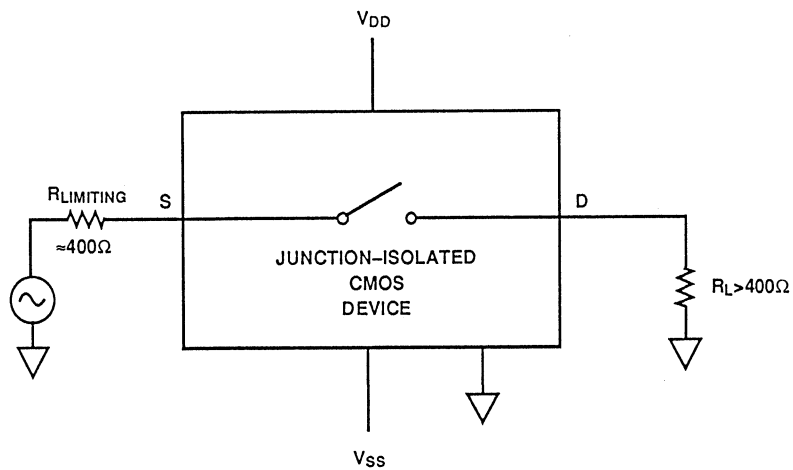 VDD
RLIMITING
≈400Ω
S
D
JUNCTION–ISOLATED
CMOS
DEVICE
RL>400Ω
VSS